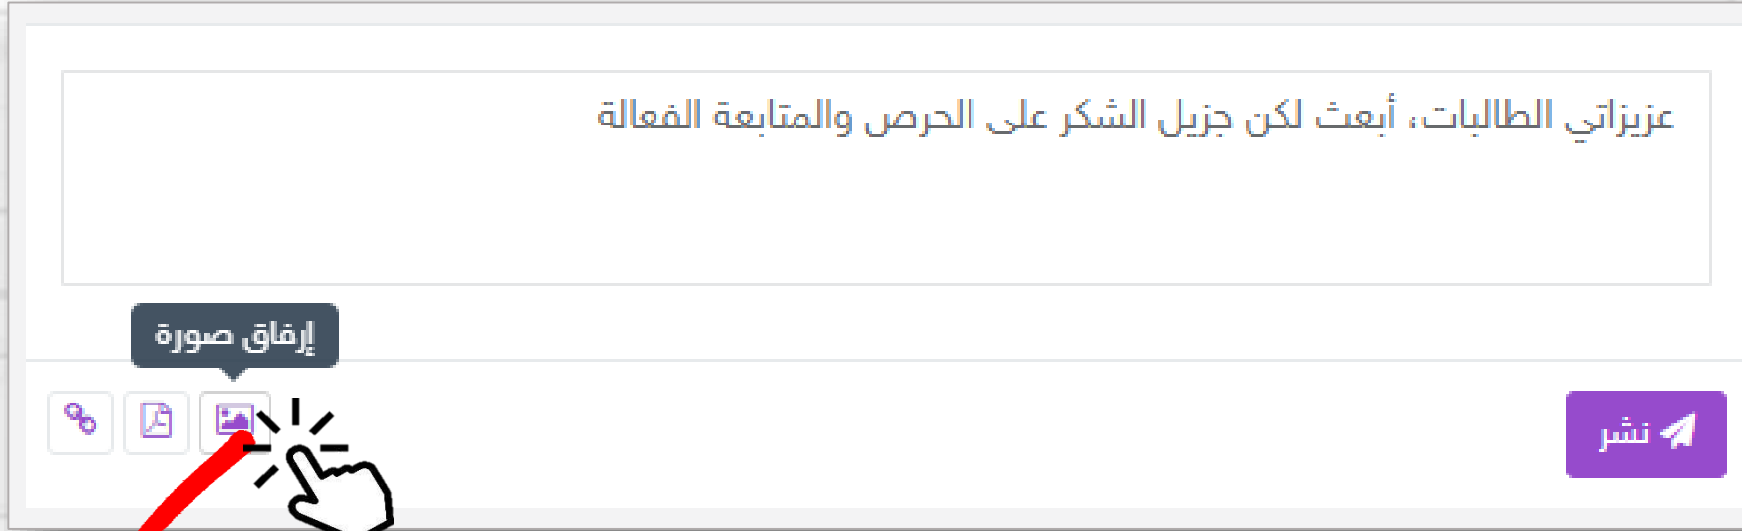 عزيزاتي الطالبات، أبعث لكن جزيل الشكر على الحرص والمتابعة الفعالة
إرفاق صورة
نشر